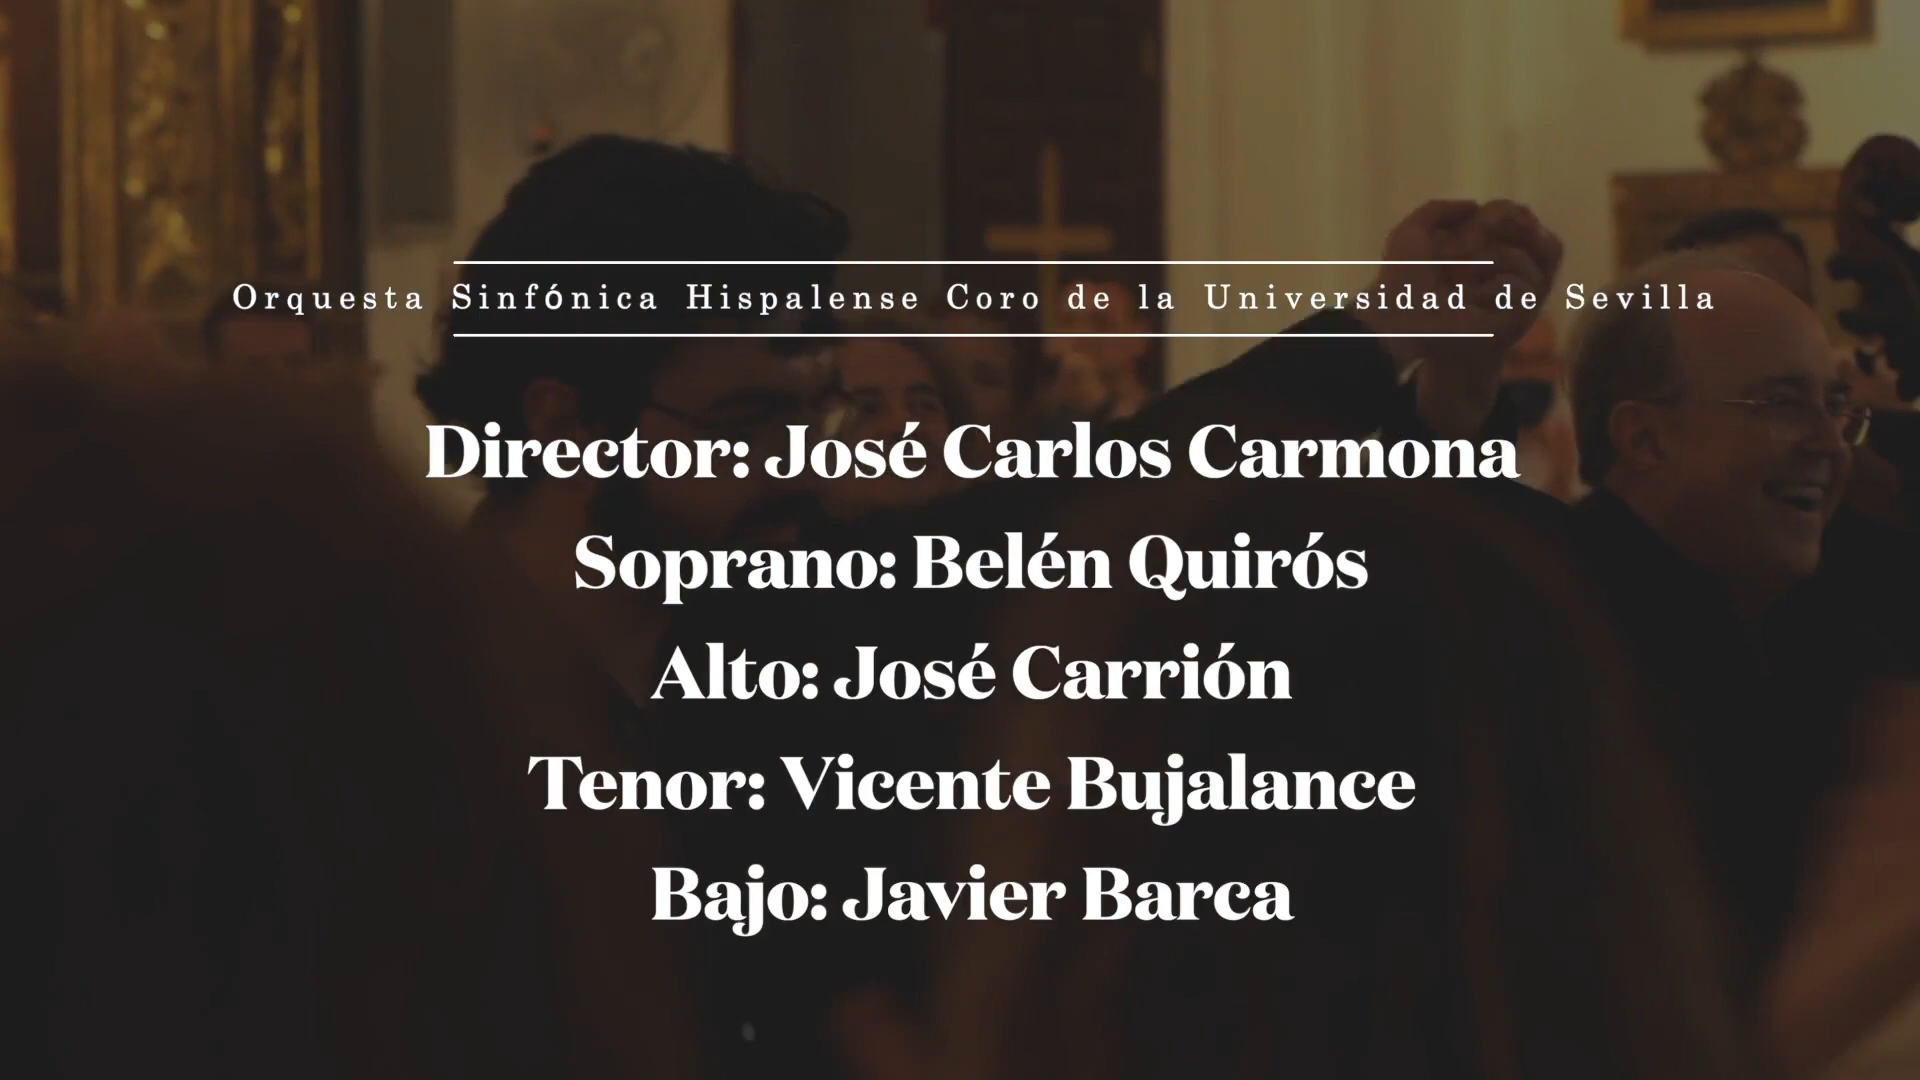 Orquesta Sinfónica Hispalense Coro de la Universidad de Sevilla
Director: José Carlos Carmona
Soprano: Belén Quirós
Alto: José Carrión
Tenor: Vicente Bujalance
Bajo: Javier Barca